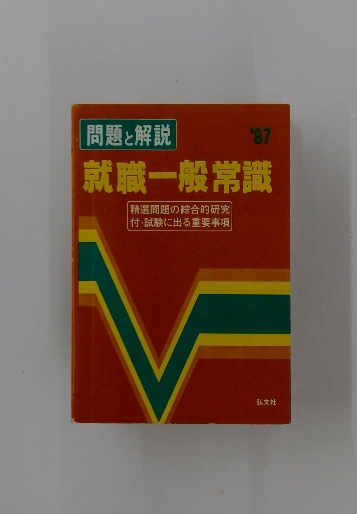 問題と解説
'87
就職一般常識
精選問題の綜合的研究
付・試験に出る重要事項
弘文社